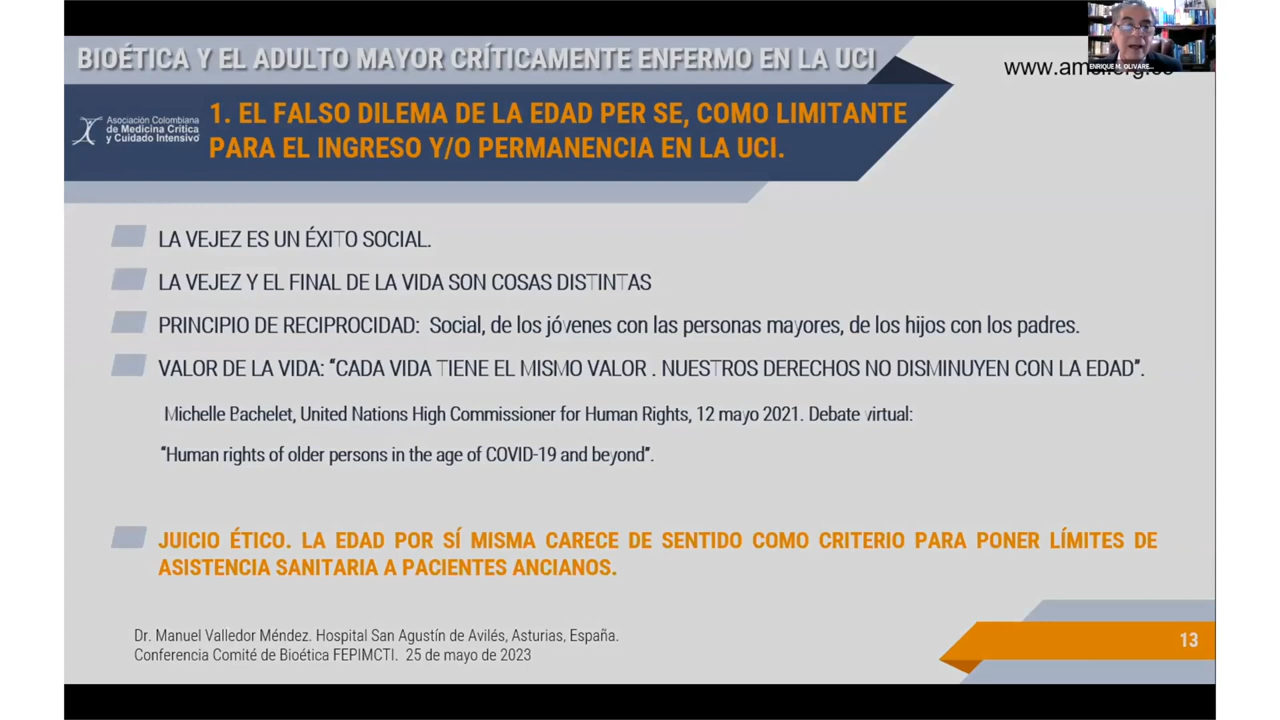 BIOÉTICA Y EL ADULTO MAYOR CRÍTICAMENTE ENFERMO EN LA UCI
ENRIQUE M. OLIVARE...
Asociación Colombiana
de Medicina Crítica
y Cuidado Intensivo
1. EL FALSO DILEMA DE LA EDAD PER SE, COMO LIMITANTE
PARA EL INGRESO Y/O PERMANENCIA EN LA UCI.
LA VEJEZ ES UN ÉXITO SOCIAL.
LA VEJEZ Y EL FINAL DE LA VIDA SON COSAS DISTINTAS
PRINCIPIO DE RECIPROCIDAD: Social, de los jóvenes con las personas mayores, de los hijos con los padres.
VALOR DE LA VIDA: “CADA VIDA TIENE EL MISMO VALOR . NUESTROS DERECHOS NO DISMINUYEN CON LA EDAD”.
Michelle Bachelet, United Nations High Commissioner for Human Rights, 12 mayo 2021. Debate virtual:
“Human rights of older persons in the age of COVID-19 and beyond”.
JUICIO ÉTICO. LA EDAD POR SÍ MISMA CARECE DE SENTIDO COMO CRITERIO PARA PONER LÍMITES DE
ASISTENCIA SANITARIA A PACIENTES ANCIANOS.
Dr. Manuel Valledor Méndez. Hospital San Agustín de Avilés, Asturias, España.
Conferencia Comité de Bioética FEPIMCTI. 25 de mayo de 2023
13